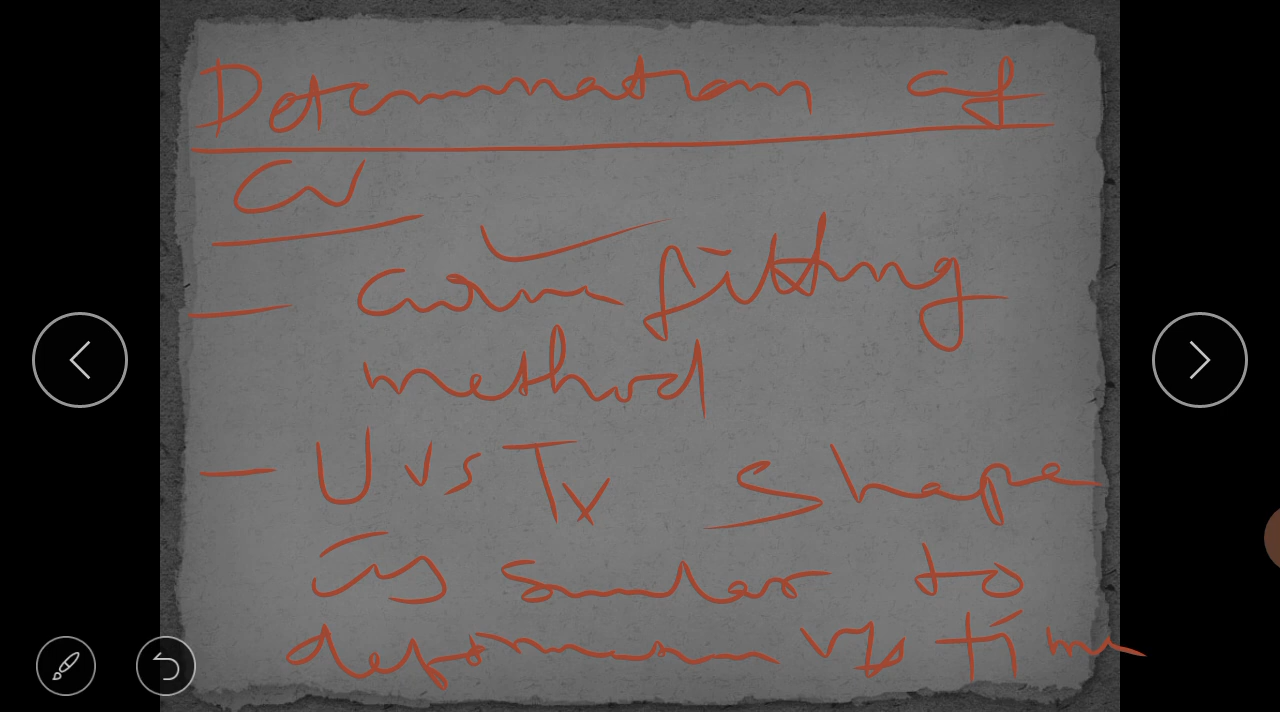 Determination of
Cv
- Curve fitting
method
- U vs Tv Shape
is similar to
deformation vs time